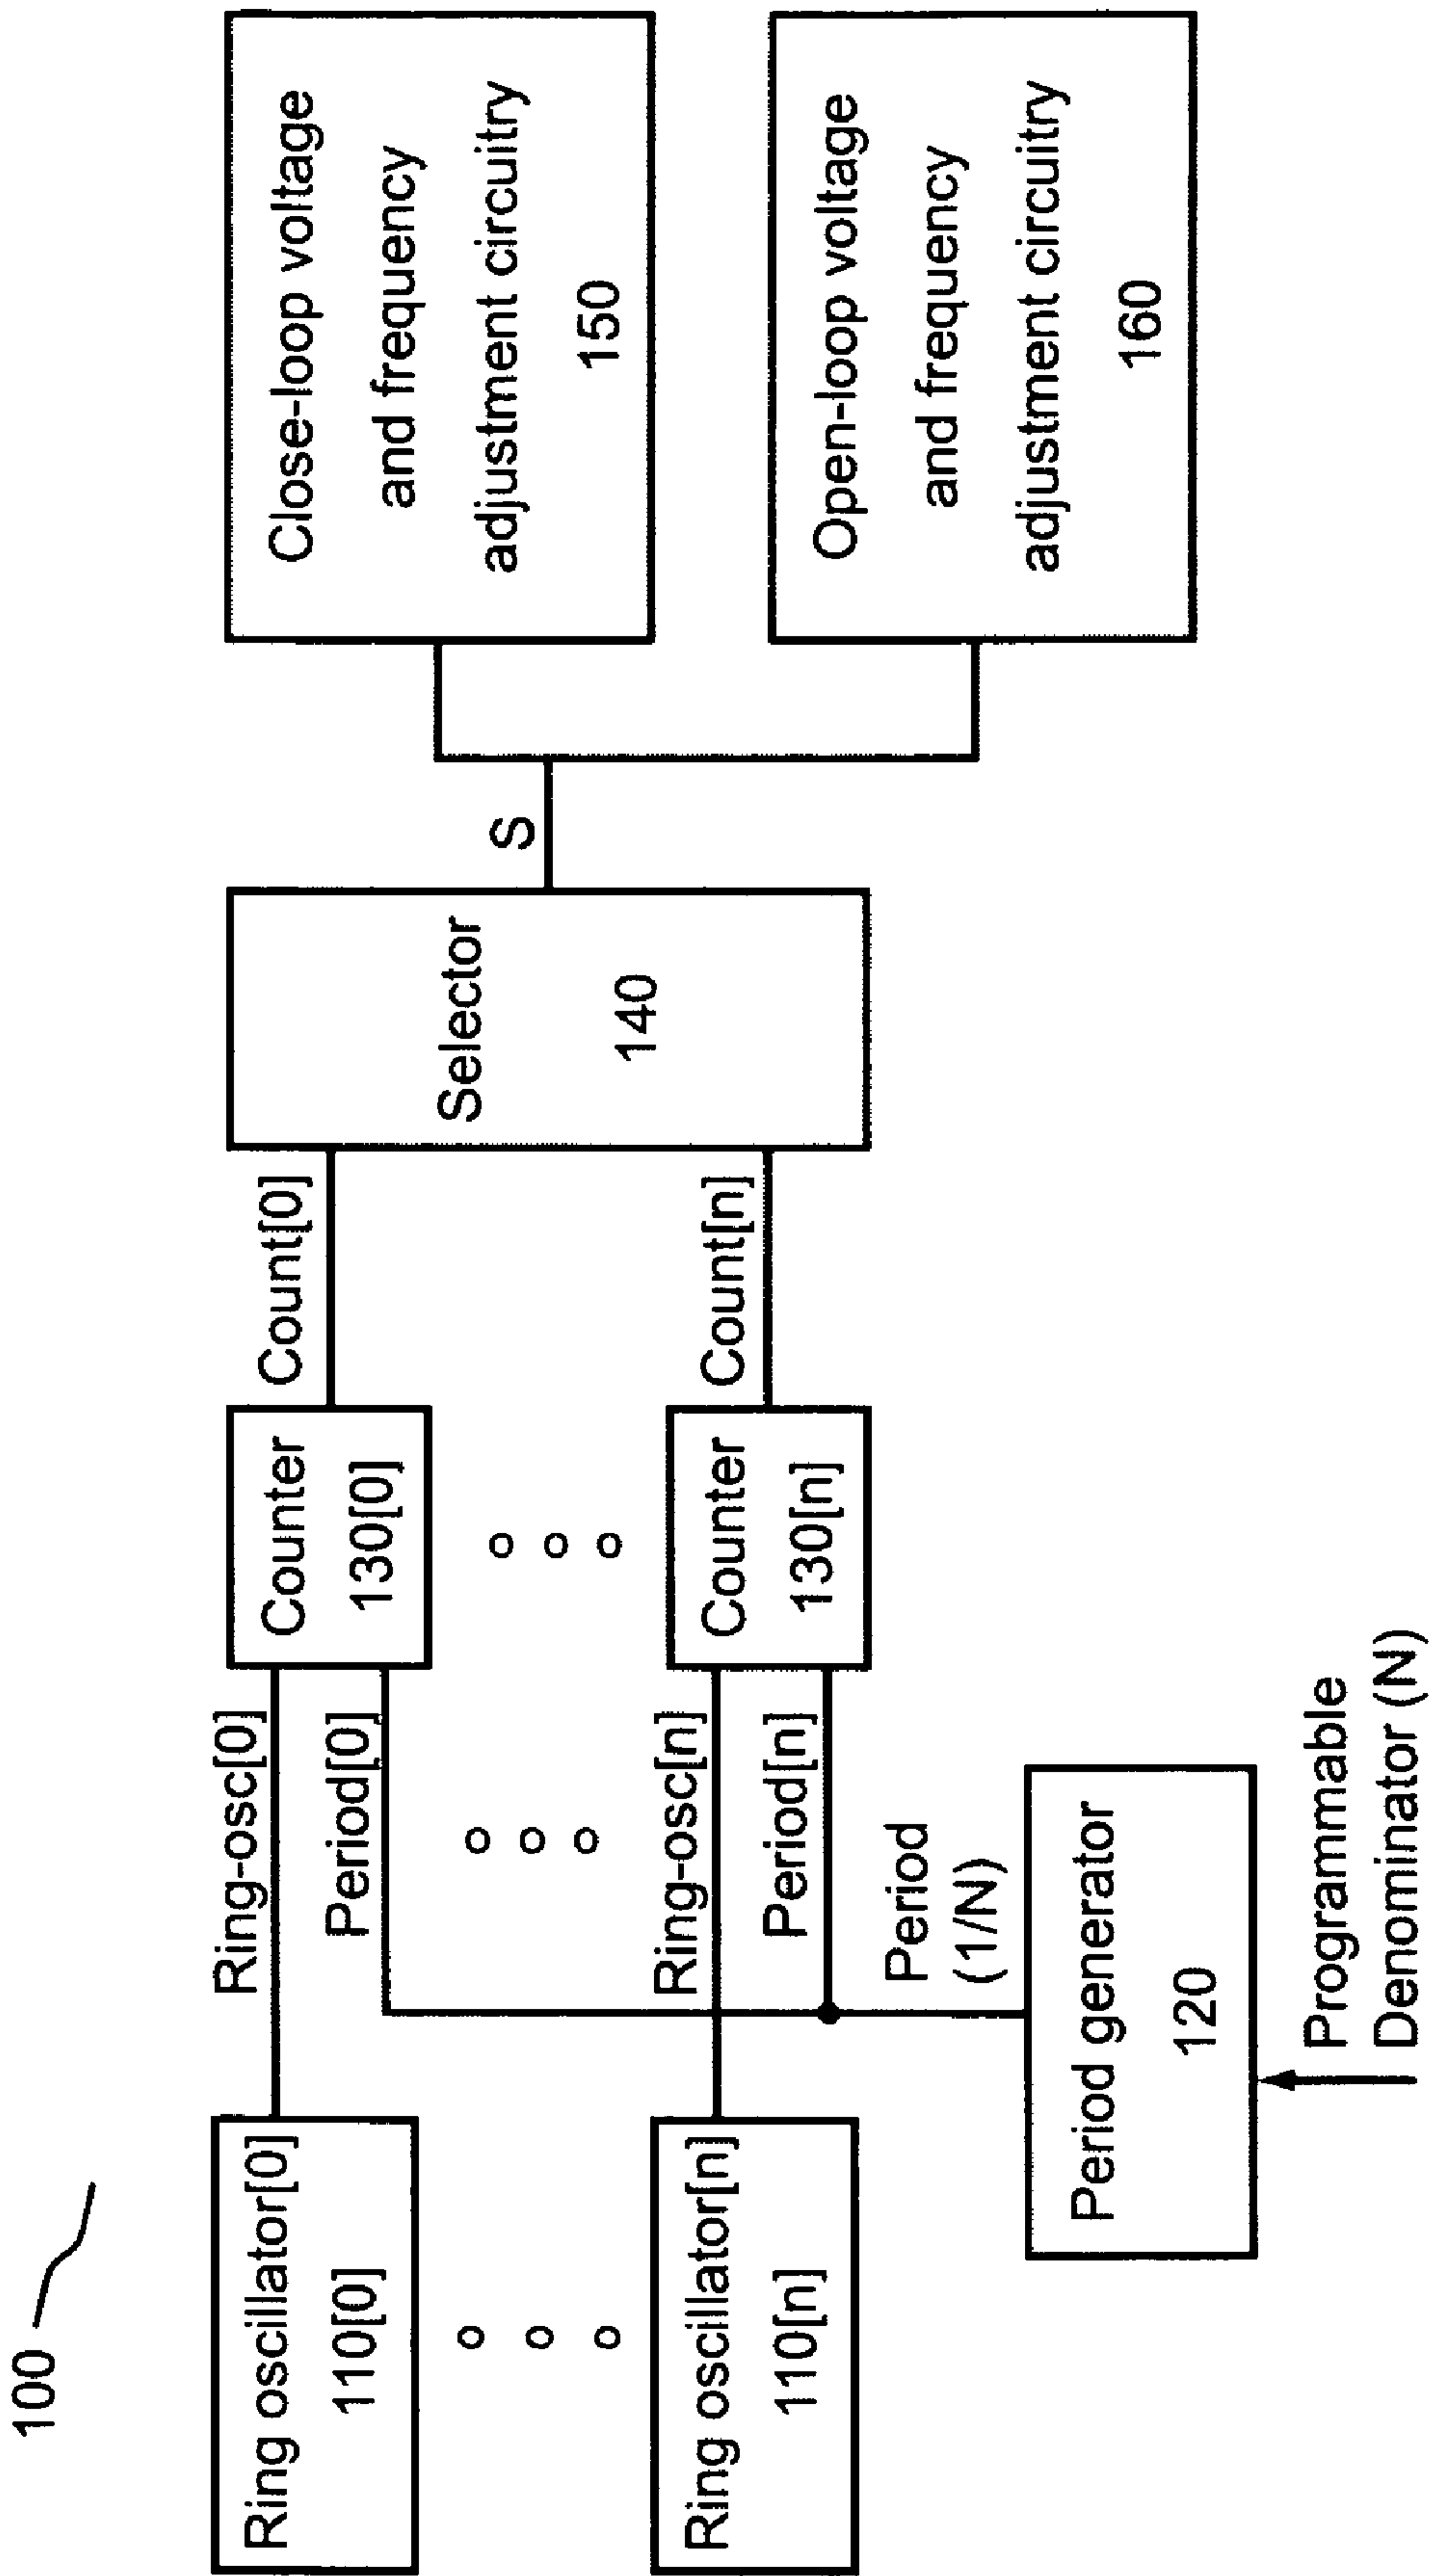 100
Ring oscillator[0]
110[0]
Ring-osc[0]
Period[0]
Counter
130[0]
Count[0]
Ring oscillator[n]
110[n]
Ring-osc[n]
Period[n]
Counter
130[n]
Count[n]
Period
(1/N)
Period generator
120
Programmable
Denominator (N)
Selector
140
S
Close-loop voltage
and frequency
adjustment circuitry
150
Open-loop voltage
and frequency
adjustment circuitry
160